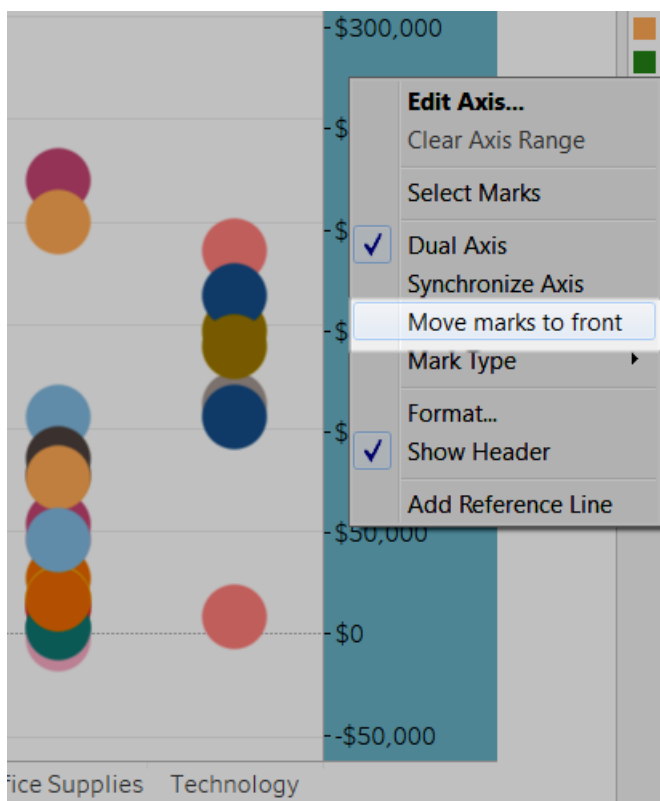 $300,000
Edit Axis...
Clear Axis Range
Select Marks
Dual Axis
Synchronize Axis
Move marks to front
Mark Type
Format...
Show Header
Add Reference Line
$50,000
$0
-$50,000
fice Supplies Technology